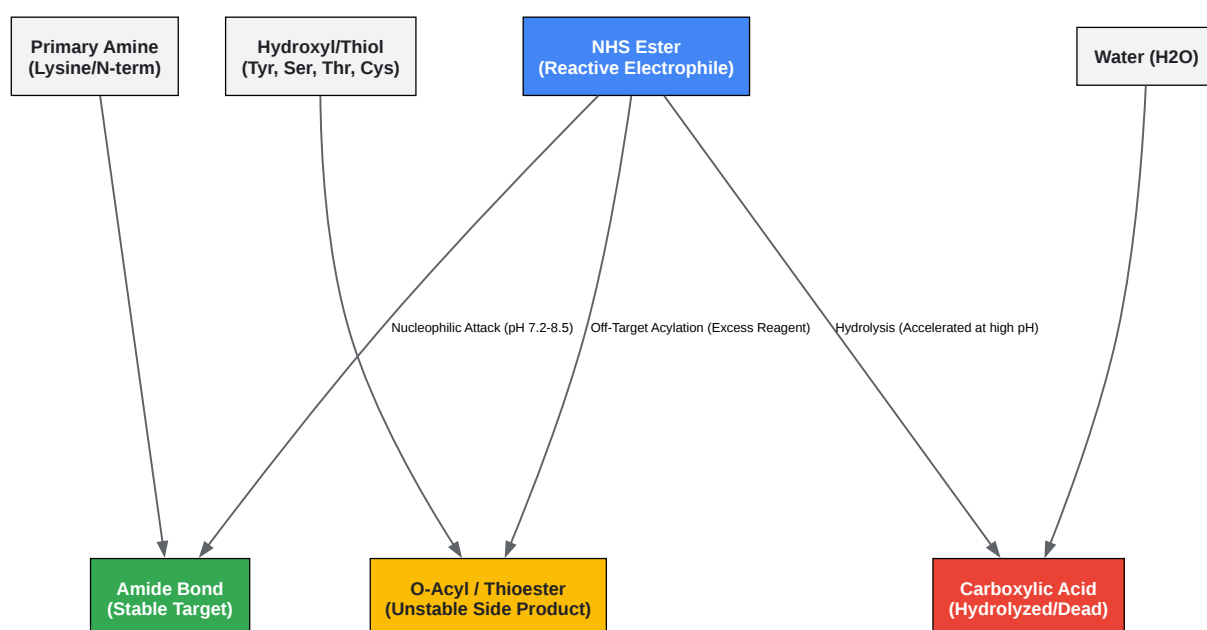 Primary Amine
(Lysine/N-term)
Hydroxyl/Thiol
(Tyr, Ser, Thr, Cys)
NHS Ester
(Reactive Electrophile)
Water (H2O)
Nucleophilic Attack (pH 7.2-8.5)
Off-Target Acylation (Excess Reagent)
Hydrolysis (Accelerated at high pH)
Amide Bond
(Stable Target)
O-Acyl / Thioester
(Unstable Side Product)
Carboxylic Acid
(Hydrolyzed/Dead)